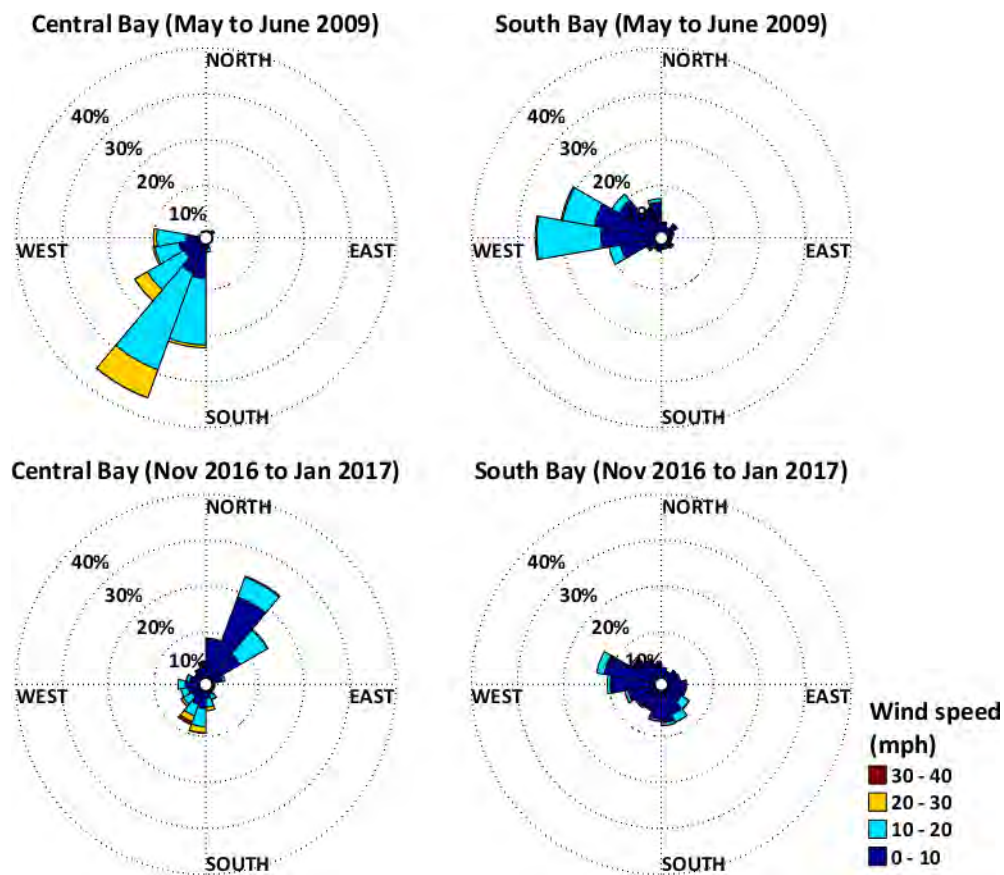 Central Bay (May to June 2009)
NORTH
40%
30%
20%
10%
WEST
EAST
SOUTH
South Bay (May to June 2009)
NORTH
40%
30%
20%
WEST
EAST
SOUTH
Central Bay (Nov 2016 to Jan 2017)
NORTH
40%
30%
20%
10%
WEST
EAST
SOUTH
South Bay (Nov 2016 to Jan 2017)
NORTH
40%
30%
20%
10%
WEST
EAST
SOUTH
Wind speed
(mph)
30 - 40
20 - 30
10 - 20
0 - 10